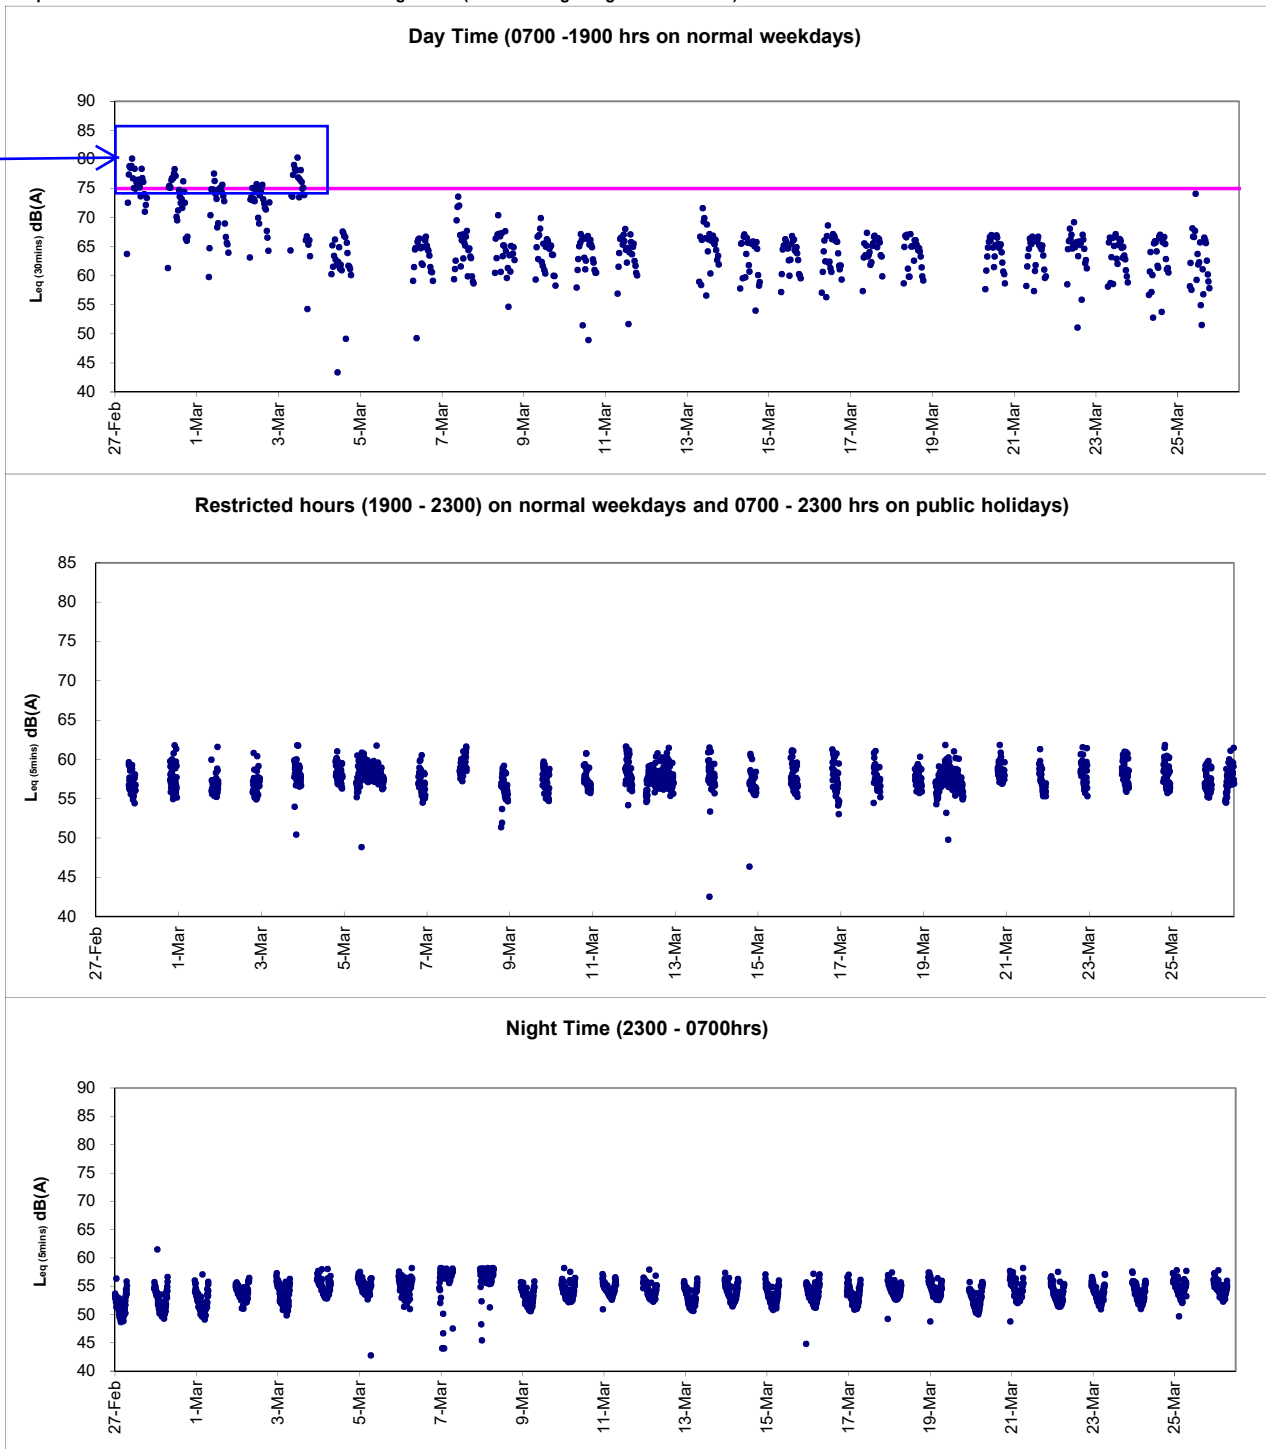 Day Time (0700 -1900 hrs on normal weekdays)
90
85
80
75
70
65
60
55
50
45
40
Leq (30mins) dB(A)
27-Feb
1-Mar
3-Mar
5-Mar
7-Mar
9-Mar
11-Mar
13-Mar
15-Mar
17-Mar
19-Mar
21-Mar
23-Mar
25-Mar
Restricted hours (1900 - 2300) on normal weekdays and 0700 - 2300 hrs on public holidays)
85
80
75
70
65
60
55
50
45
40
Leq (5mins) dB(A)
27-Feb
1-Mar
3-Mar
5-Mar
7-Mar
9-Mar
11-Mar
13-Mar
15-Mar
17-Mar
19-Mar
21-Mar
23-Mar
25-Mar
Night Time (2300 - 0700hrs)
90
85
80
75
70
65
60
55
50
45
40
Leq (5mins) dB(A)
27-Feb
1-Mar
3-Mar
5-Mar
7-Mar
9-Mar
11-Mar
13-Mar
15-Mar
17-Mar
19-Mar
21-Mar
23-Mar
25-Mar